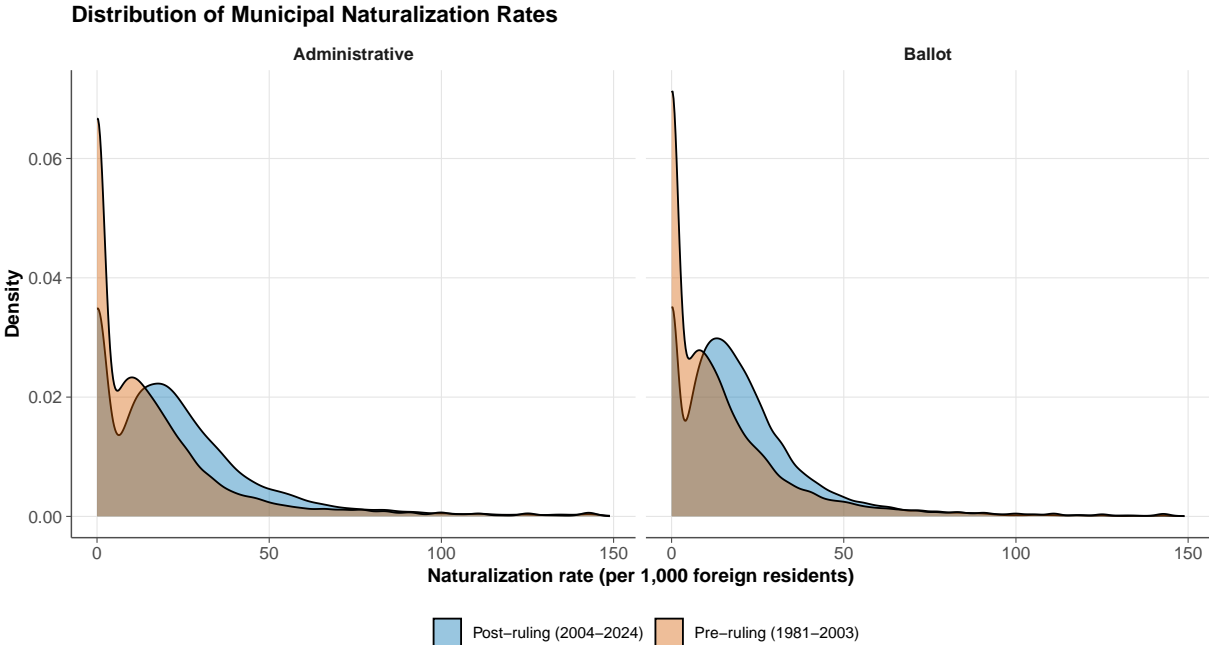 Distribution of Municipal Naturalization Rates
Administrative
Ballot
Density
0.06
0.04
0.02
0.00
0 50 100 150 0 50 100 150
Naturalization rate (per 1,000 foreign residents)
Post−ruling (2004−2024) Pre−ruling (1981−2003)